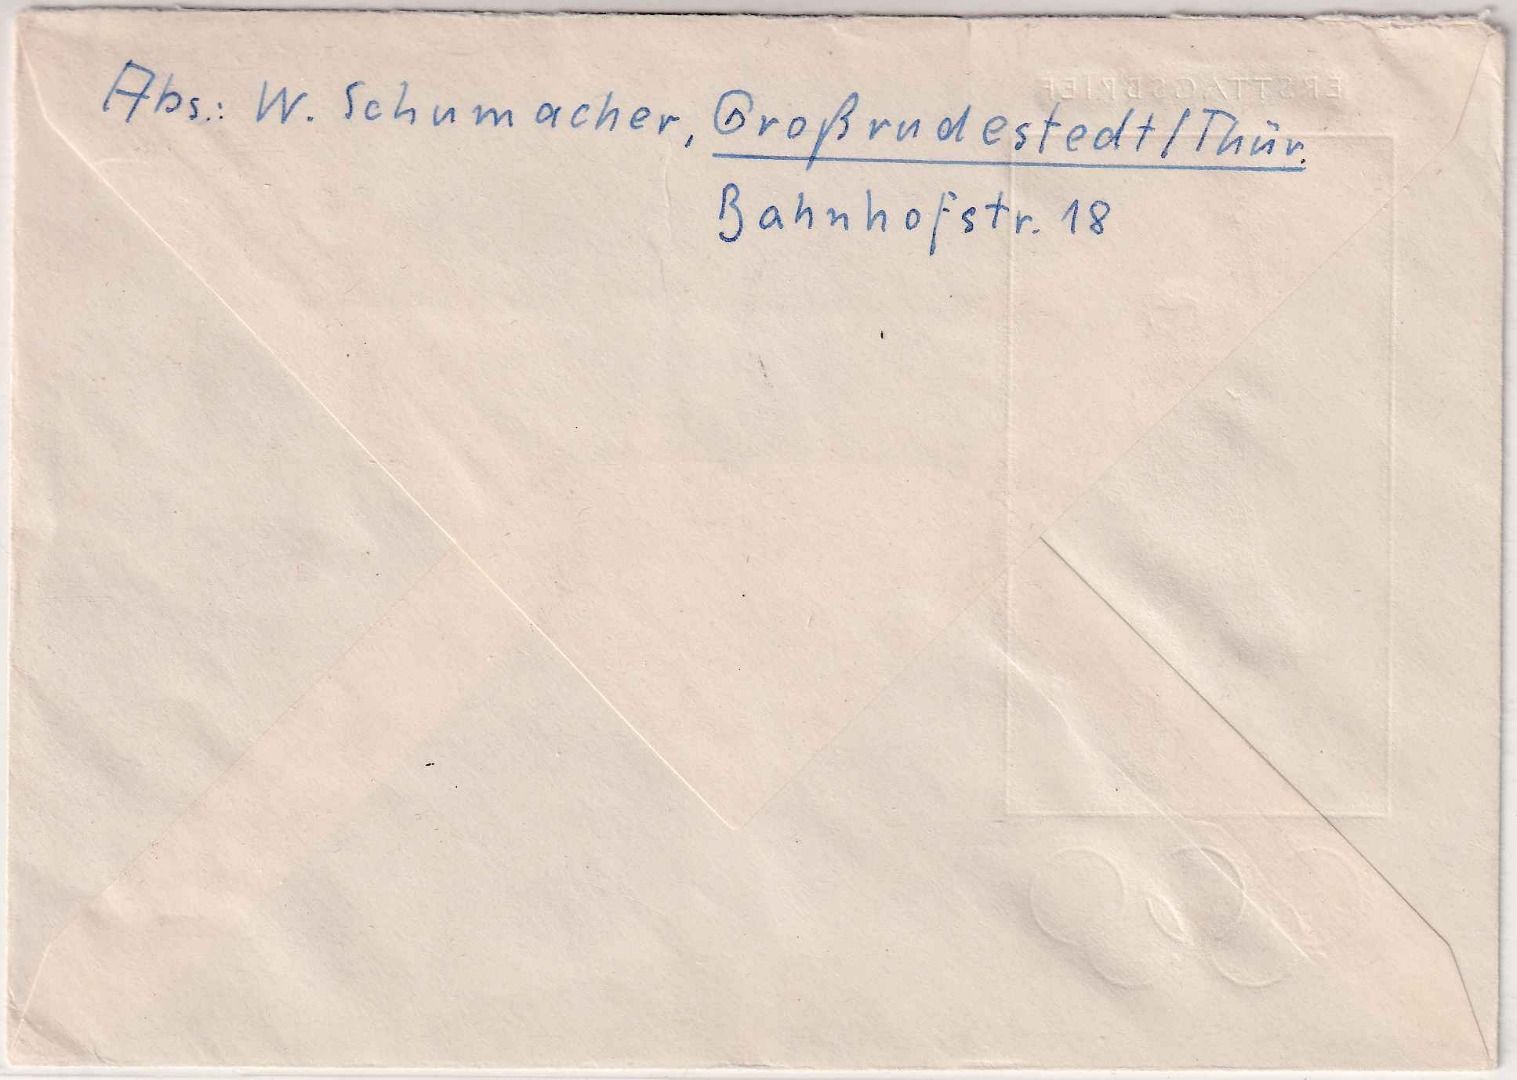 Abs.: W. Schumacher, Großrudestedt/Thür.
Bahnhofstr. 18
ERSTTAGSBRIEF